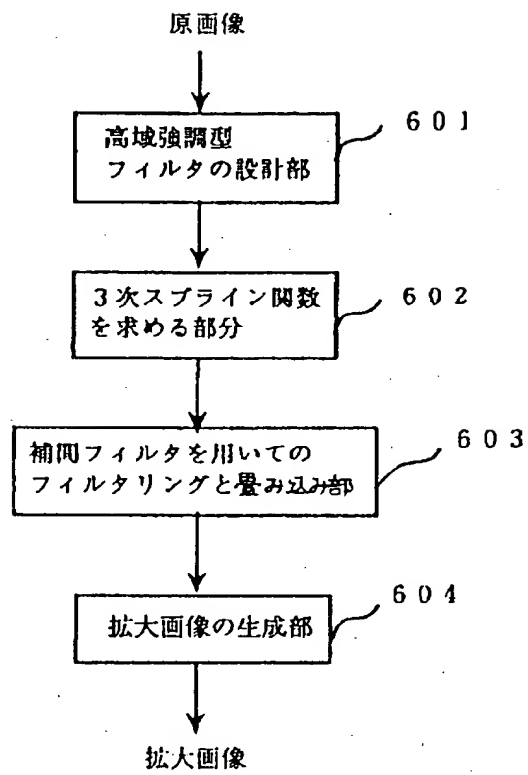 原画像
高域強調型
フィルタの設計部
601
3次スプライン関数
を求める部分
602
補間フィルタを用いての
フィルタリングと畳み込み部
603
拡大画像の生成部
604
拡大画像